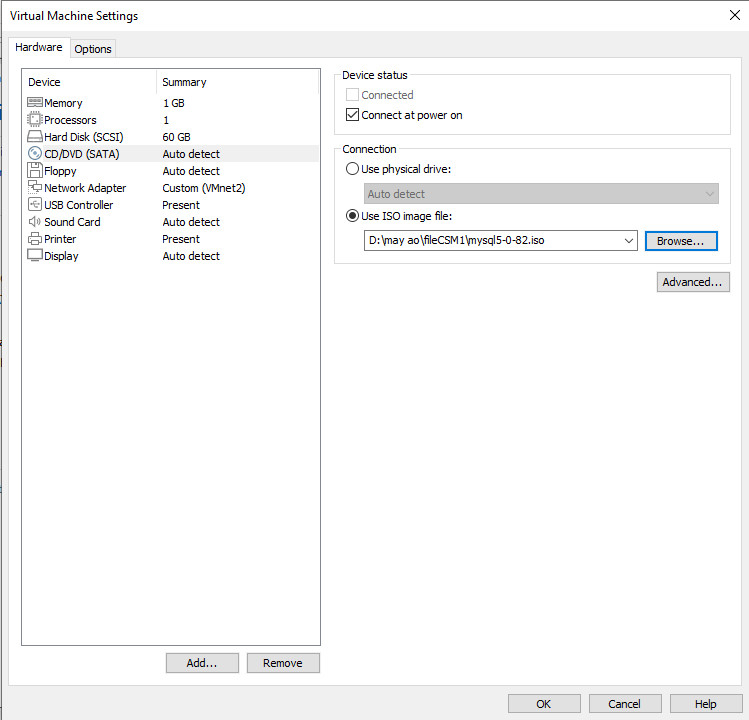 Virtual Machine Settings
Hardware Options
Device Summary
Memory 1 GB
Processors 1
Hard Disk (SCSI) 60 GB
CD/DVD (SATA) Auto detect
Floppy Auto detect
Network Adapter Custom (VMnet2)
USB Controller Present
Sound Card Auto detect
Printer Present
Display Auto detect
Add... Remove
Device status
Connected
Connect at power on
Connection
Use physical drive:
Auto detect
Use ISO image file:
D:\may ao\fileCSM1\mysql5-0-82.iso Browse...
Advanced...
OK Cancel Help